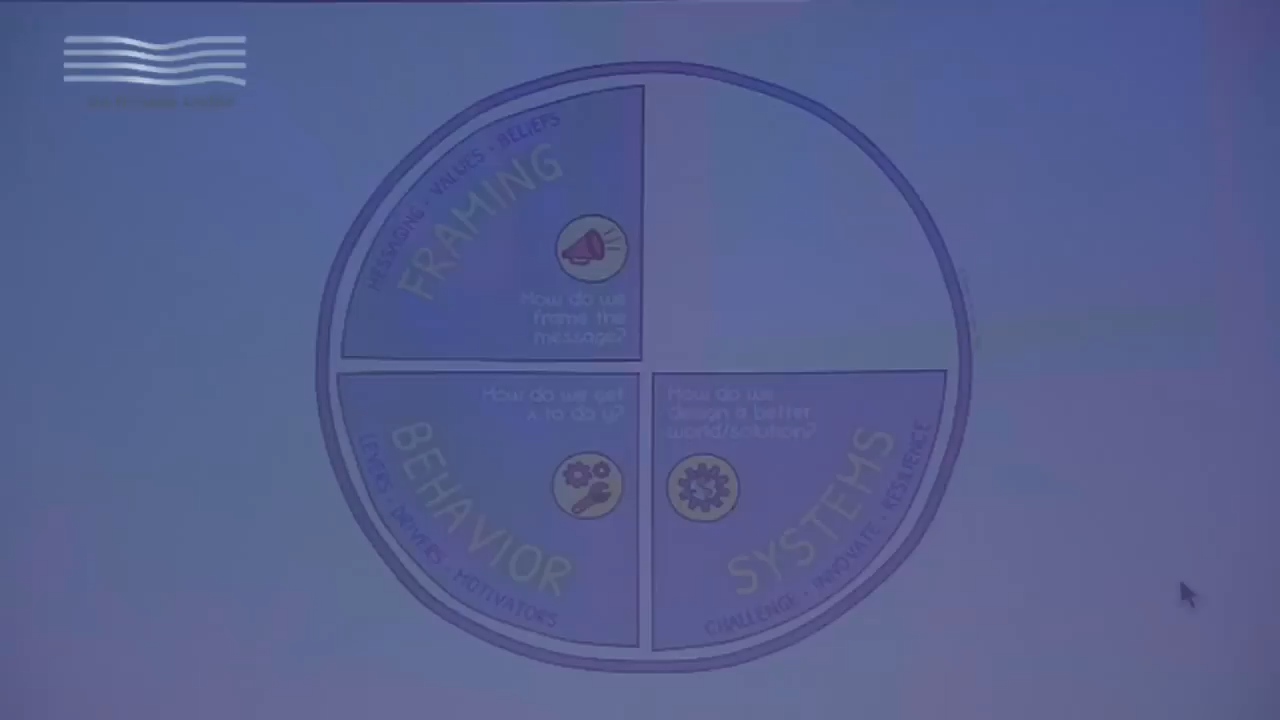 MESSAGING • VALUES • BELIEFS
FRAMING
How do we
frame the
message?
How do we get
x to do y?
BEHAVIOR
LEVERS • DRIVERS • MOTIVATORS
How do we
design a better
world/solution?
SYSTEMS
CHALLENGE • INNOVATE • RESILIENCE